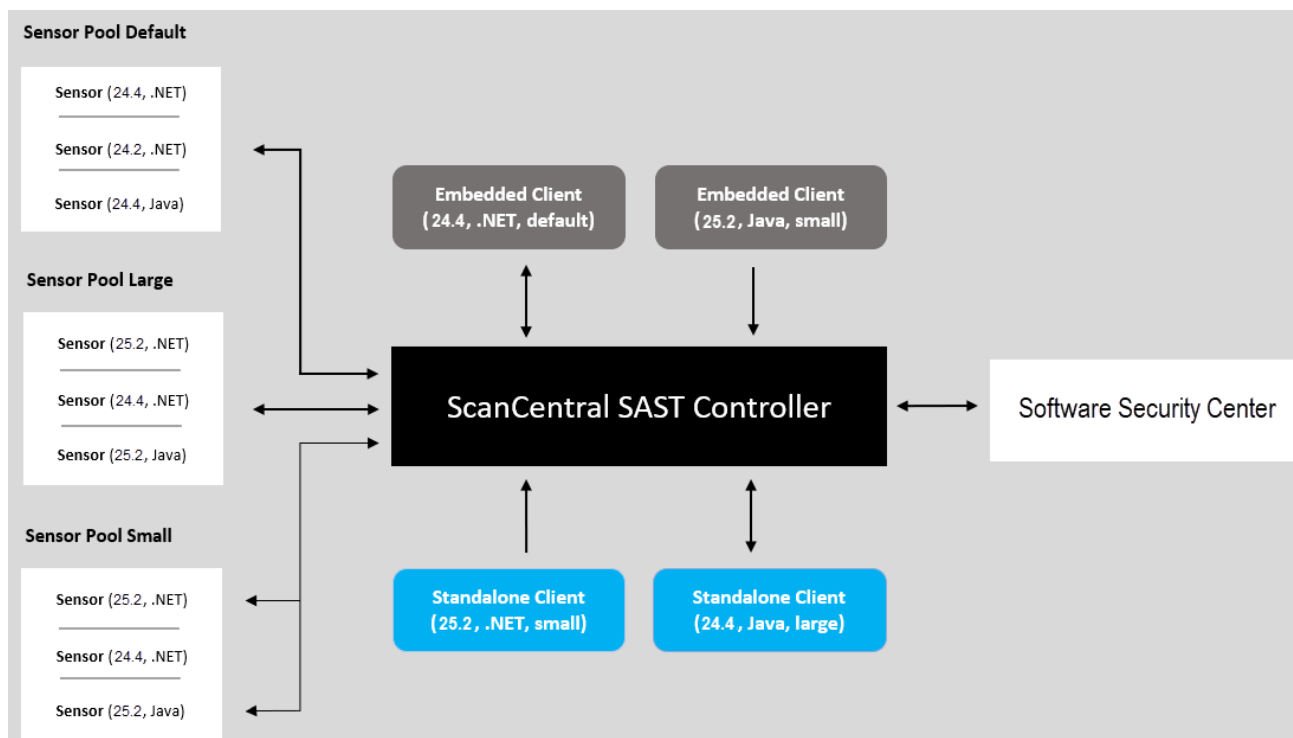 Sensor Pool Default
Sensor (24.4, .NET)
Sensor (24.2, .NET)
Sensor (24.4, Java)
Sensor Pool Large
Sensor (25.2, .NET)
Sensor (24.4, .NET)
Sensor (25.2, Java)
Sensor Pool Small
Sensor (25.2, .NET)
Sensor (24.4, .NET)
Sensor (25.2, Java)
Embedded Client
(24.4, .NET, default)
Embedded Client
(25.2, Java, small)
ScanCentral SAST Controller
Standalone Client
(25.2, .NET, small)
Standalone Client
(24.4, Java, large)
Software Security Center